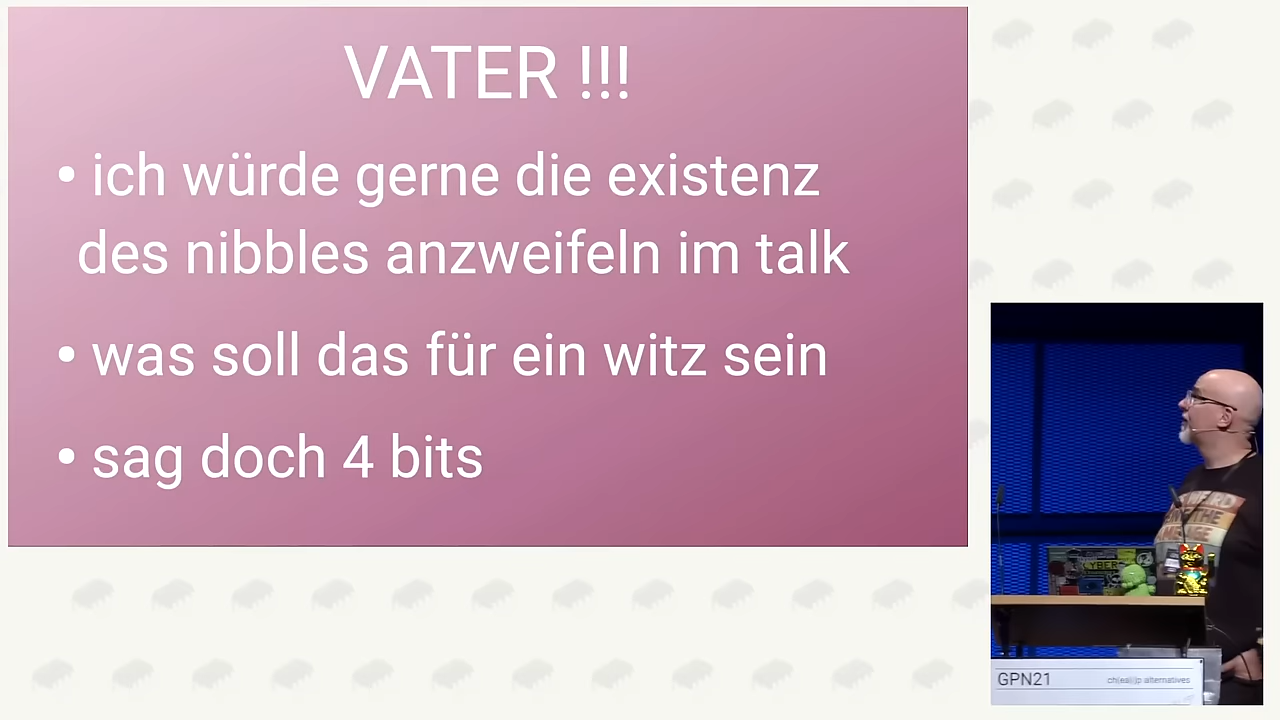 VATER !!!
• ich würde gerne die existenz
des nibbles anzweifeln im talk
• was soll das für ein witz sein
• sag doch 4 bits
CYBER
GPN21